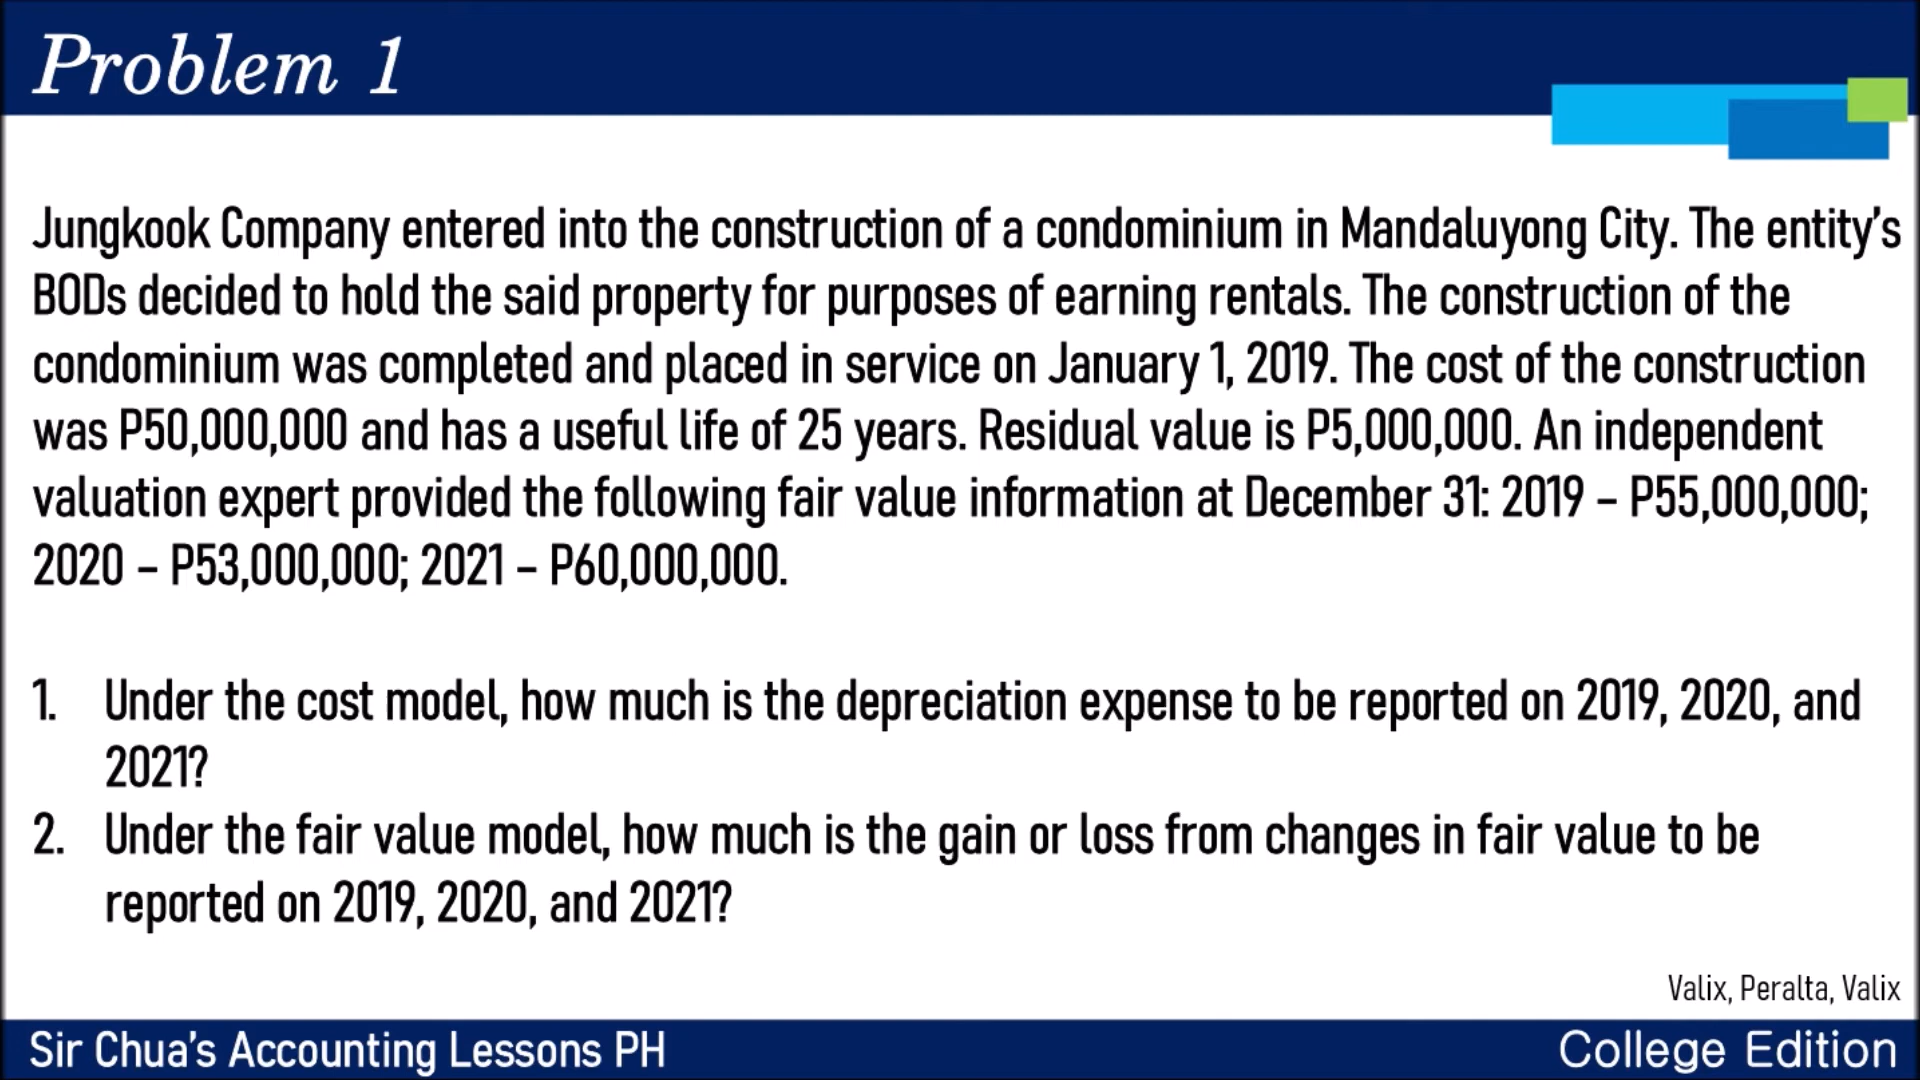 Problem 1
Jungkook Company entered into the construction of a condominium in Mandaluyong City. The entity's
BODs decided to hold the said property for purposes of earning rentals. The construction of the
condominium was completed and placed in service on January 1, 2019. The cost of the construction
was P50,000,000 and has a useful life of 25 years. Residual value is P5,000,000. An independent
valuation expert provided the following fair value information at December 31: 2019 – P55,000,000;
2020 – P53,000,000; 2021 – P60,000,000.
1. Under the cost model, how much is the depreciation expense to be reported on 2019, 2020, and
2021?
2. Under the fair value model, how much is the gain or loss from changes in fair value to be
reported on 2019, 2020, and 2021?
Valix, Peralta, Valix
Sir Chua's Accounting Lessons PH
College Edition